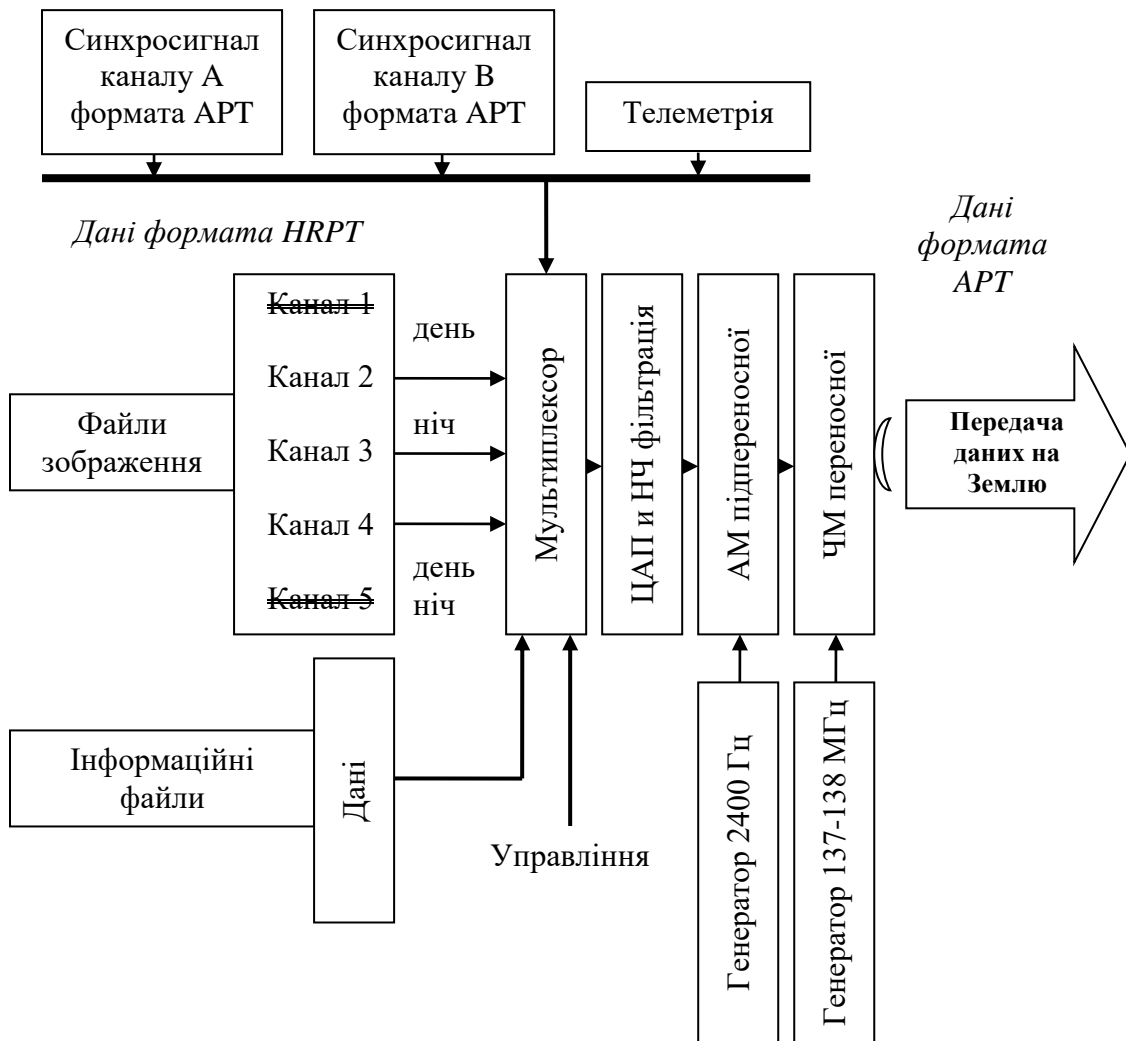 Синхросигнал
каналу А
формата АРТ
Синхросигнал
каналу В
формата АРТ
Телеметрія
Дані формата HRPT
Дані
формата
АРТ
Файли
зображення
Канал 1
Канал 2
Канал 3
Канал 4
Канал 5
день
ніч
день
ніч
Мультиплексор
ЦАП и НЧ фільтрація
АМ підпереносної
ЧМ переносної
Передача
даних на
Землю
Інформаційні
файли
Дані
Управління
Генератор 2400 Гц
Генератор 137-138 МГц